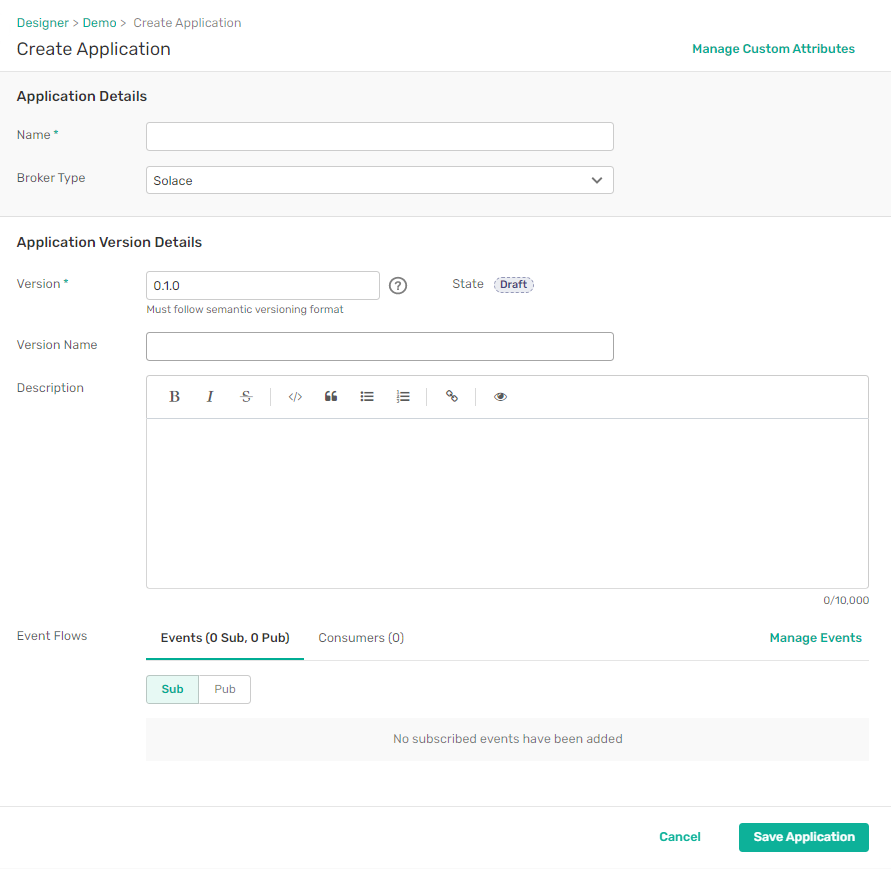 Designer > Demo > Create Application
Create Application
Manage Custom Attributes
Application Details
Name *
Broker Type
Solace
Application Version Details
Version *
0.1.0
?
State
Draft
Must follow semantic versioning format
Version Name
Description
B I S </>
0/10,000
Event Flows
Events (0 Sub, 0 Pub)
Consumers (0)
Manage Events
Sub
Pub
No subscribed events have been added
Cancel
Save Application